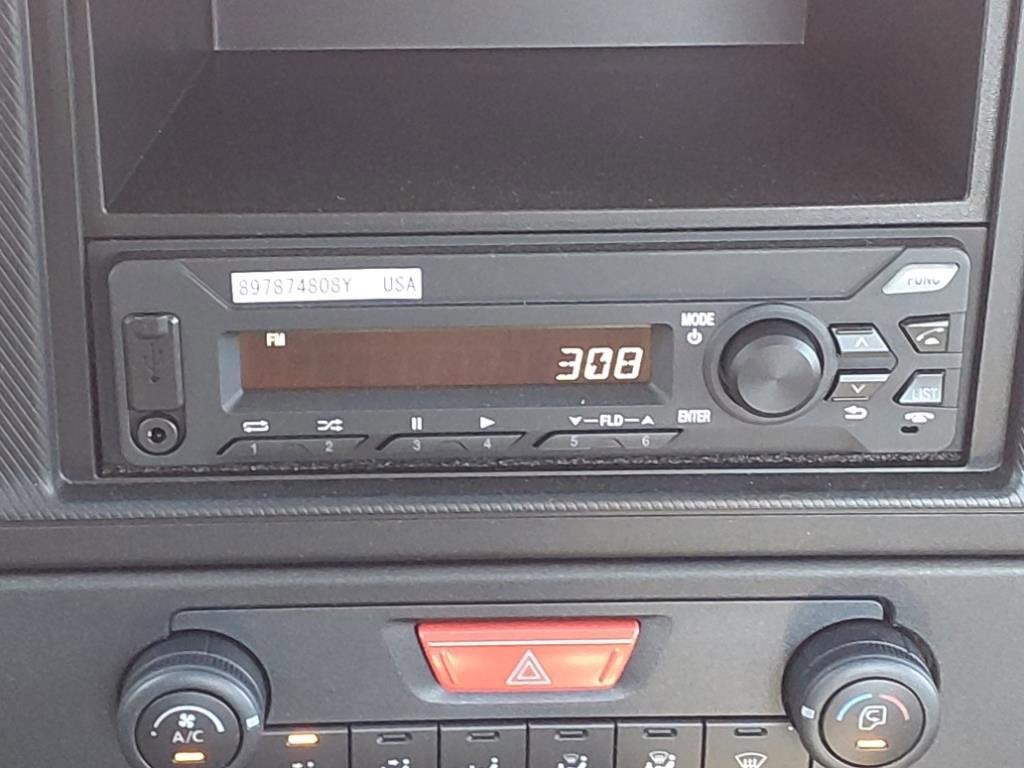 897874808Y USA
FUNC
FM
308
MODE
LIST
FLD
ENTER
1 2 3 4 5 6
A/C